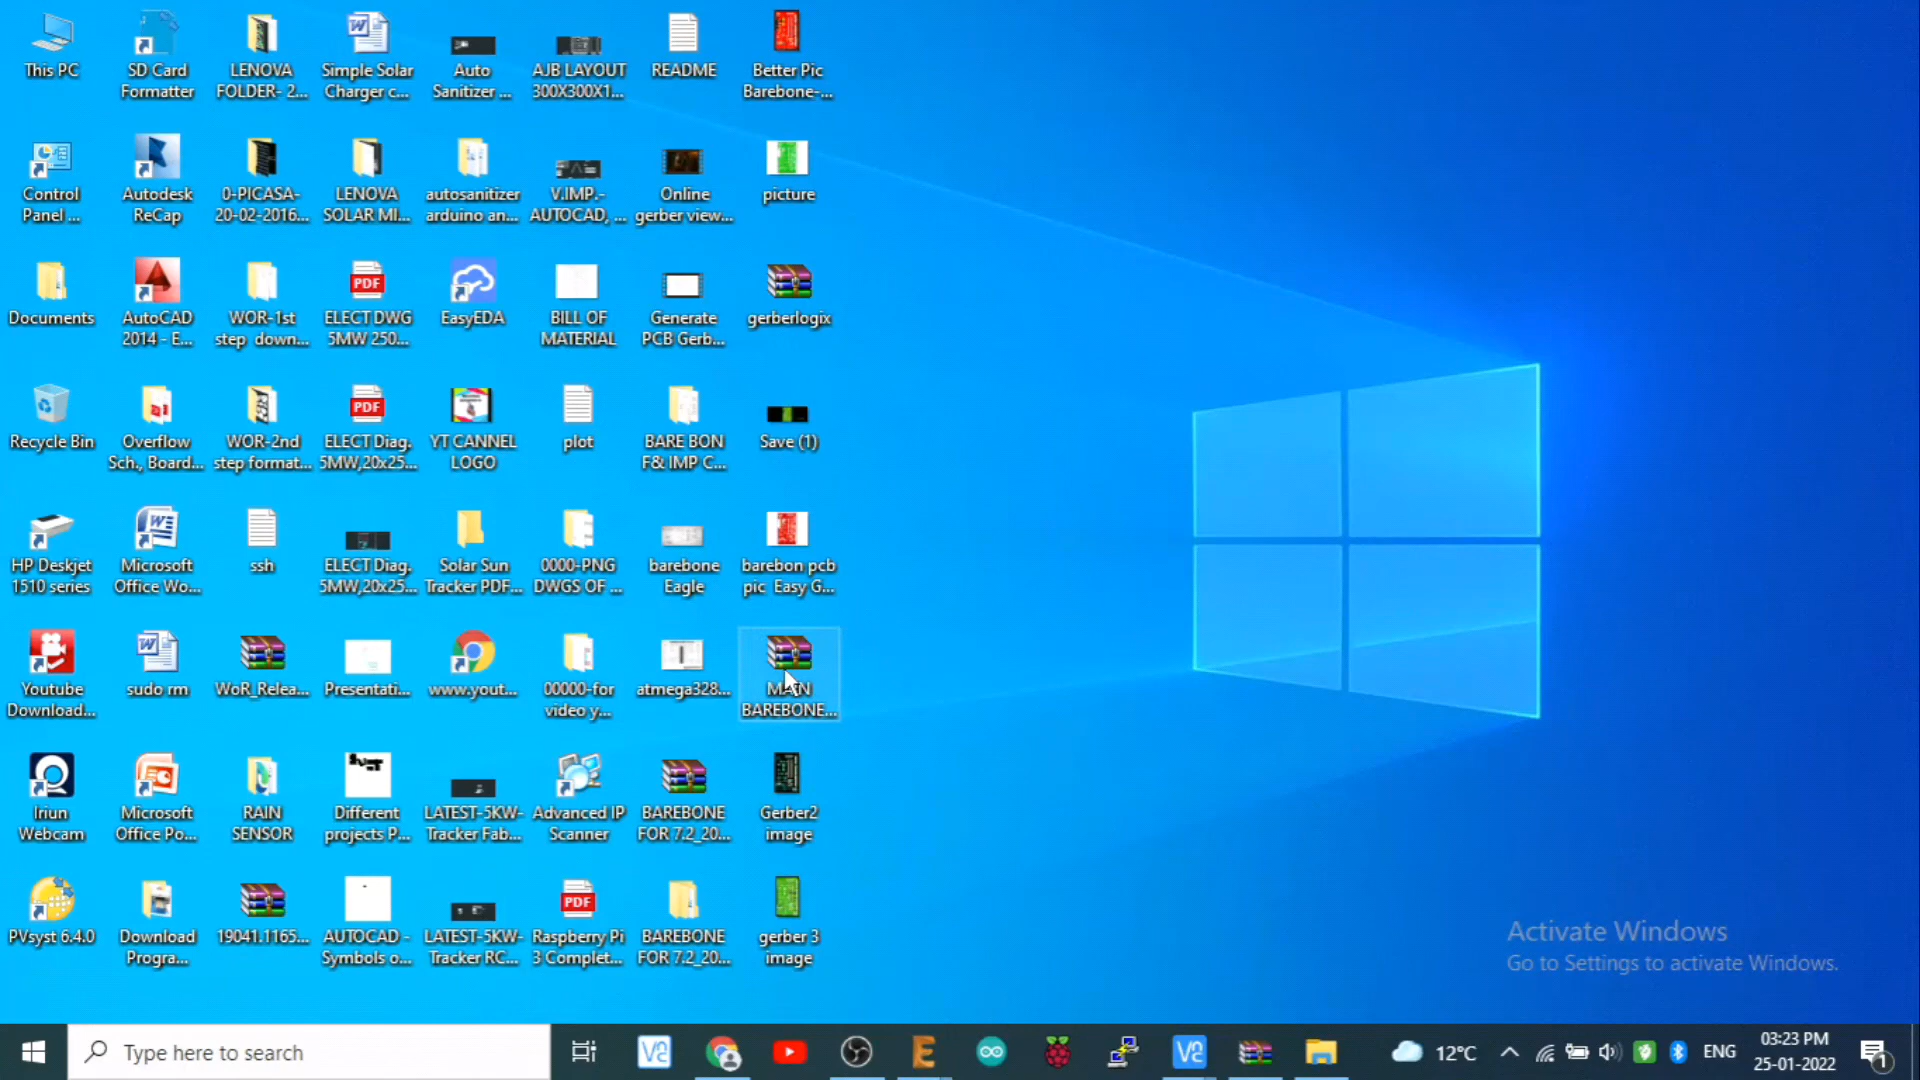 This PC
SD Card
Formatter
LENOVA
FOLDER- 2...
Simple Solar
Charger c...
Auto
Sanitizer ...
AJB LAYOUT
300X300X1...
README
Better Pic
Barebone-...
Control
Panel ...
Autodesk
ReCap
0-PICASA-
20-02-2016...
LENOVA
SOLAR MI...
autosanitizer
arduino an...
V.IMP.-
AUTOCAD, ...
Online
gerber view...
picture
Documents
AutoCAD
2014 - E...
WOR-1st
step down...
PDF
ELECT DWG
5MW 250...
EasyEDA
BILL OF
MATERIAL
Generate
PCB Gerb...
gerberlogix
Recycle Bin
Overflow
Sch., Board...
WOR-2nd
step format...
PDF
ELECT Diag.
5MW,20x25...
YT CANNEL
LOGO
plot
BARE BON
F& IMP C...
Save (1)
HP Deskjet
1510 series
Microsoft
Office Wo...
ssh
ELECT Diag.
5MW,20x25...
Solar Sun
Tracker PDF...
0000-PNG
DWGS OF ...
barebone
Eagle
barebon pcb
pic Easy G...
Youtube
Download...
sudo rm
WoR_Relea...
Presentati...
www.yout...
00000-for
video y...
atmega328...
MAIN
BAREBONE...
Iriun
Webcam
Microsoft
Office Po...
RAIN
SENSOR
Different
projects P...
LATEST-5KW-
Tracker Fab...
Advanced IP
Scanner
BAREBONE
FOR 7.2_20...
Gerber2
image
PVsyst 6.4.0
Download
Progra...
19041.1165...
AUTOCAD -
Symbols o...
LATEST-5KW-
Tracker RC...
PDF
Raspberry Pi
3 Complet...
BAREBONE
FOR 7.2_20...
gerber 3
image
Activate Windows
Go to Settings to activate Windows.
Type here to search
12°C
ENG
03:23 PM
25-01-2022
1